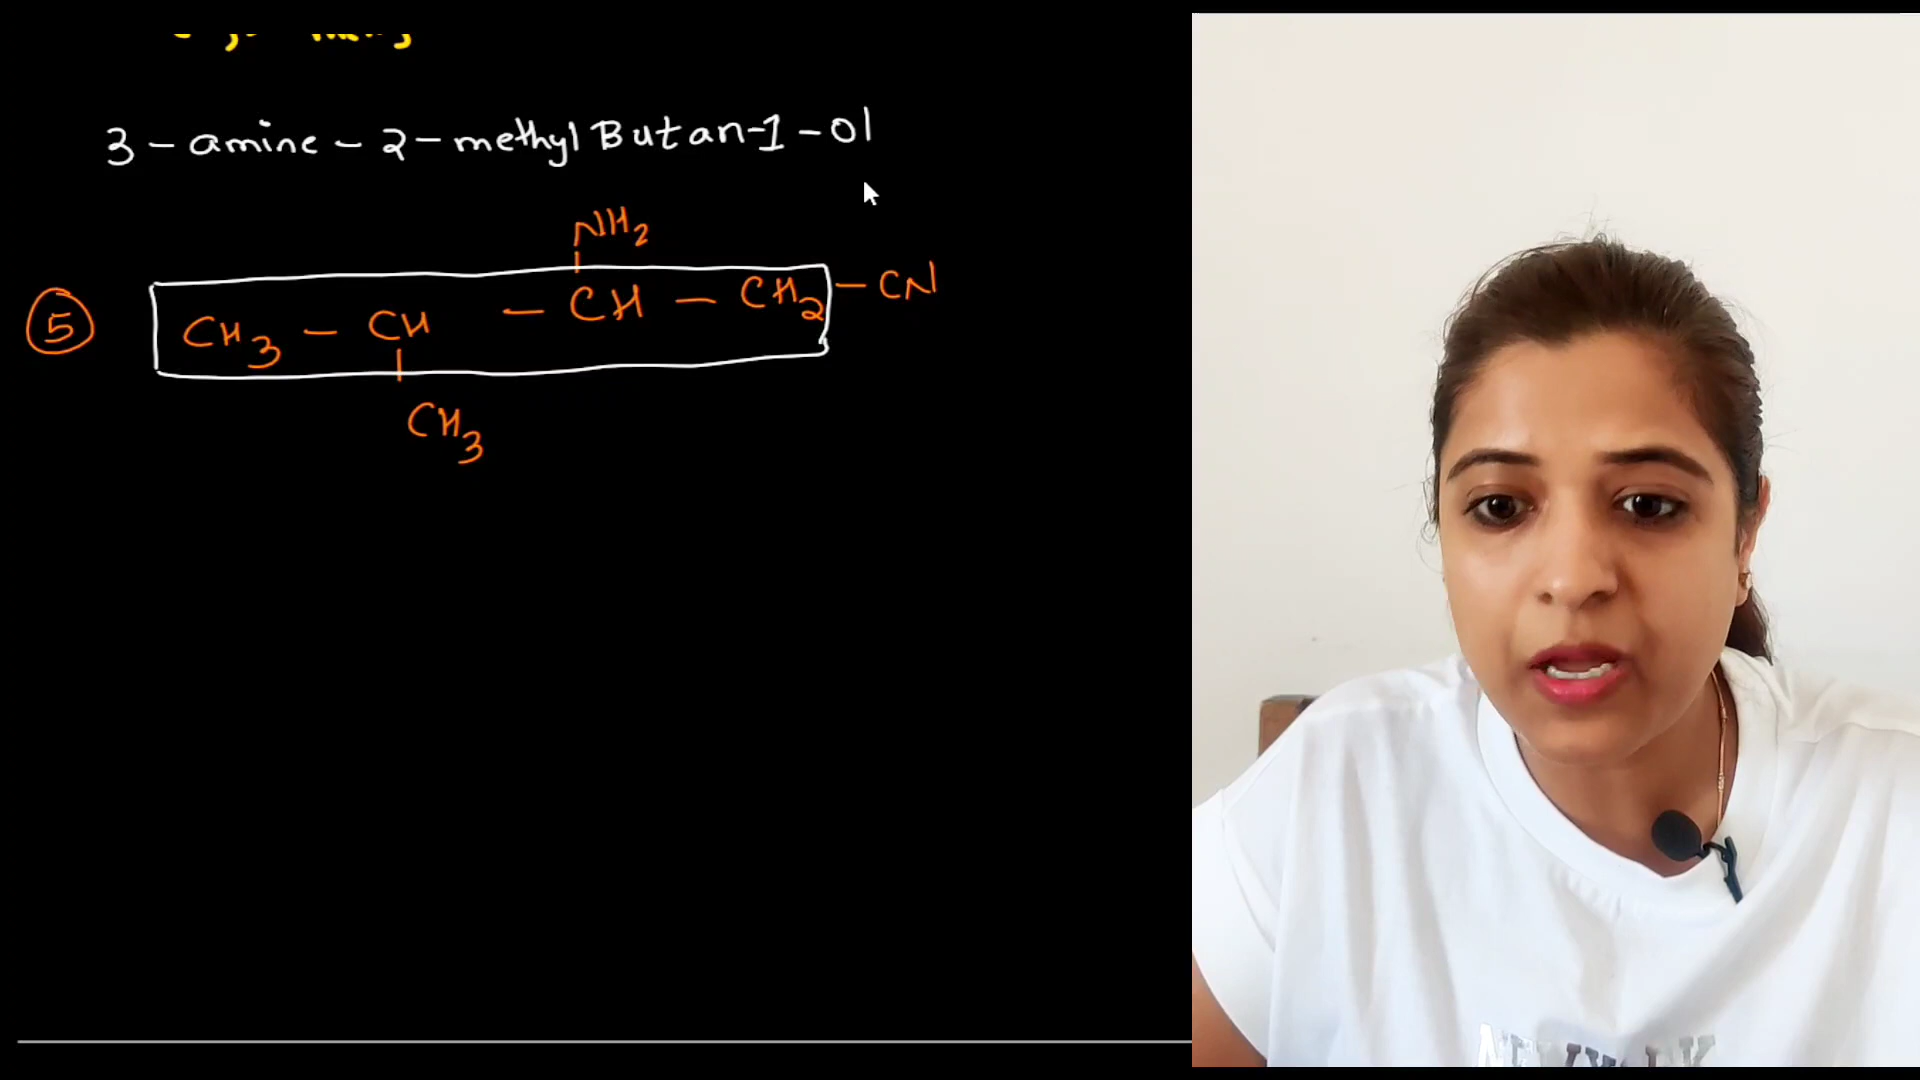 3 - amine - 2 - methyl Butan-1-ol
NH2
5 CH3 - CH - CH - CH2 - CN
CH3